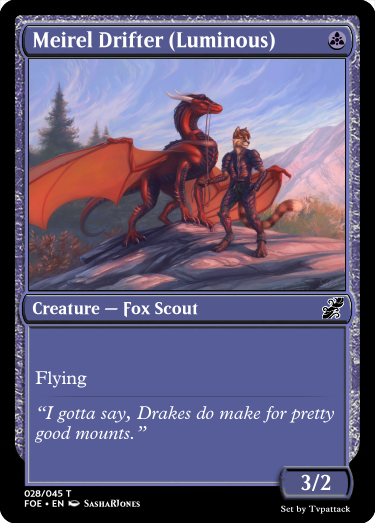 Meirel Drifter (Luminous)
Creature — Fox Scout
Flying
“I gotta say, Drakes do make for pretty
good mounts.”
3/2
028/045 T
FOE • EN SASHARJONES
Set by Tvpattack